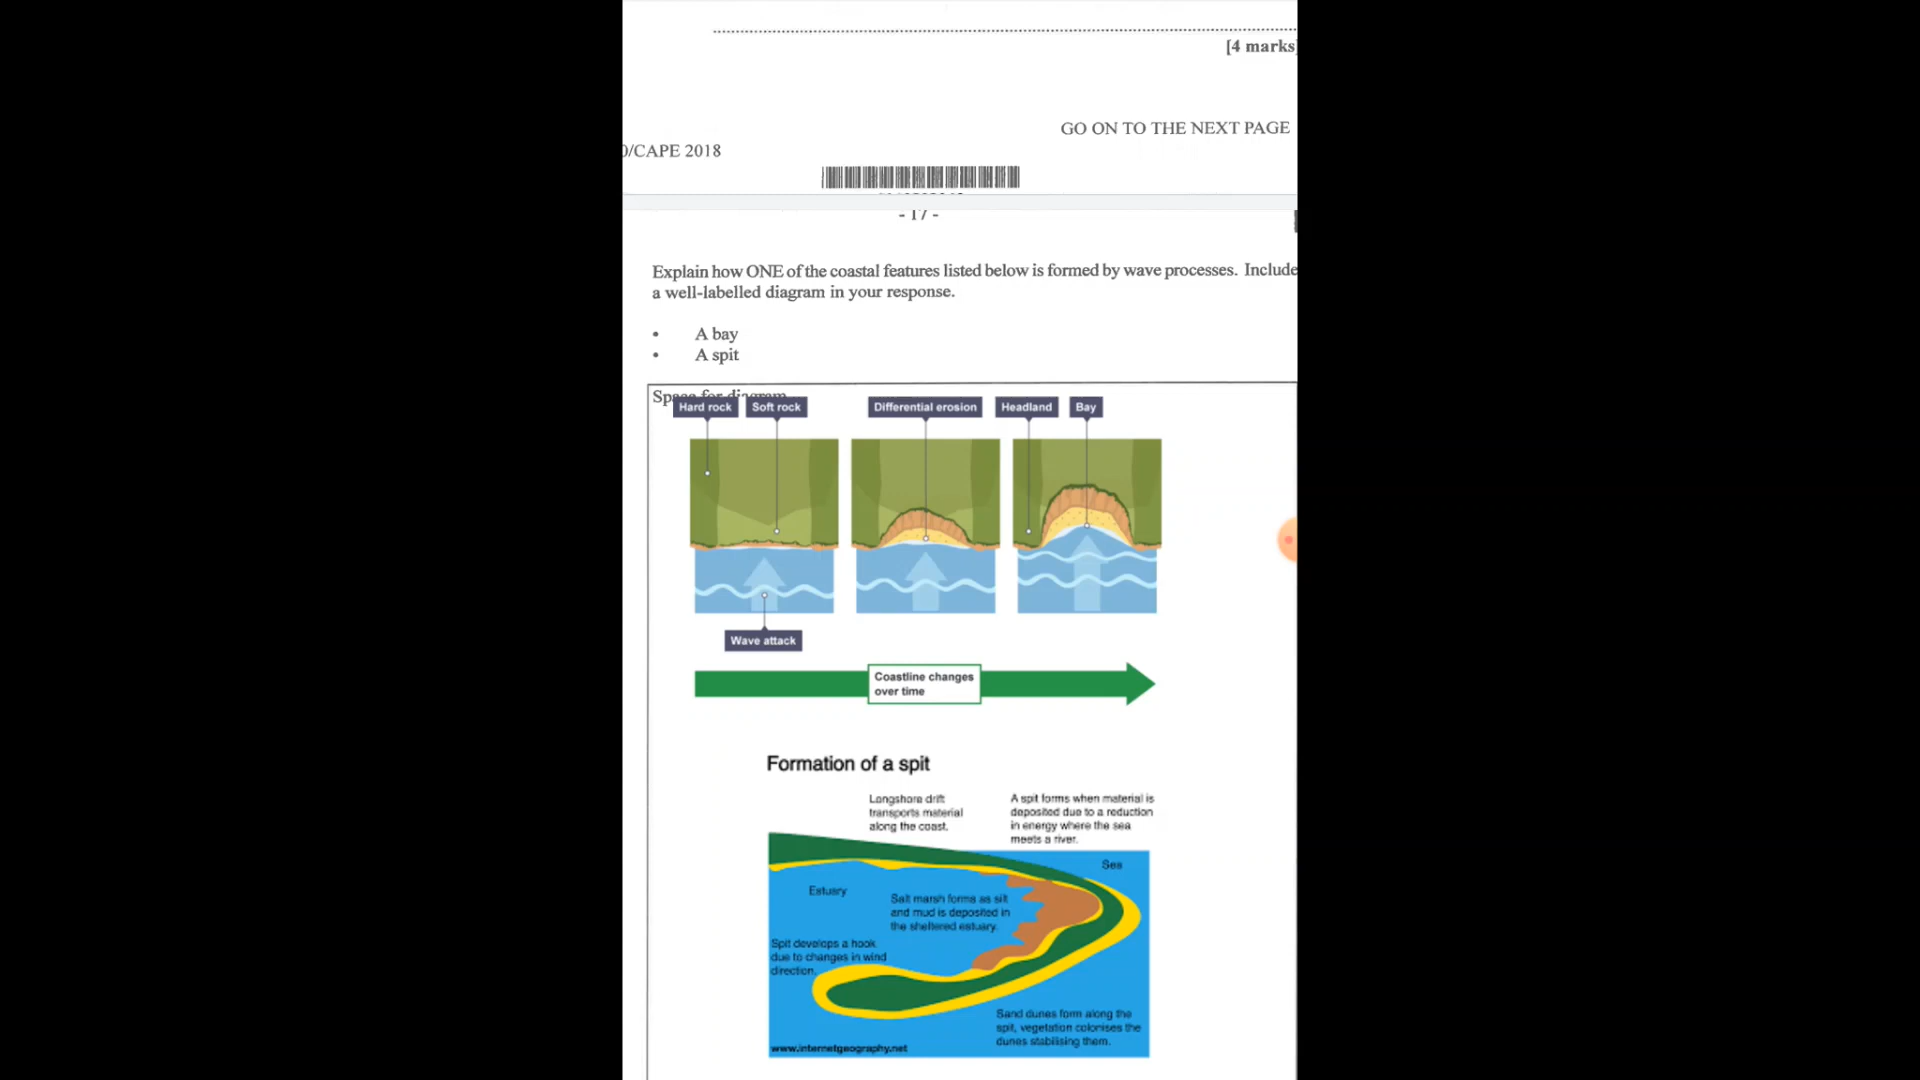 [4 marks
GO ON TO THE NEXT PAGE
0/CAPE 2018
- 17 -
Explain how ONE of the coastal features listed below is formed by wave processes. Include
a well-labelled diagram in your response.
• A bay
• A spit
Space for diagram
Hard rock Soft rock Differential erosion Headland Bay
Wave attack
Coastline changes
over time
Formation of a spit
Longshore drift
transports material
along the coast.
A spit forms when material is
deposited due to a reduction
in energy where the sea
meets a river.
Sea
Estuary
Salt marsh forms as silt
and mud is deposited in
the sheltered estuary.
Spit develops a hook
due to changes in wind
direction.
Sand dunes form along the
spit, vegetation colonises the
dunes stabilising them.
www.internetgeography.net